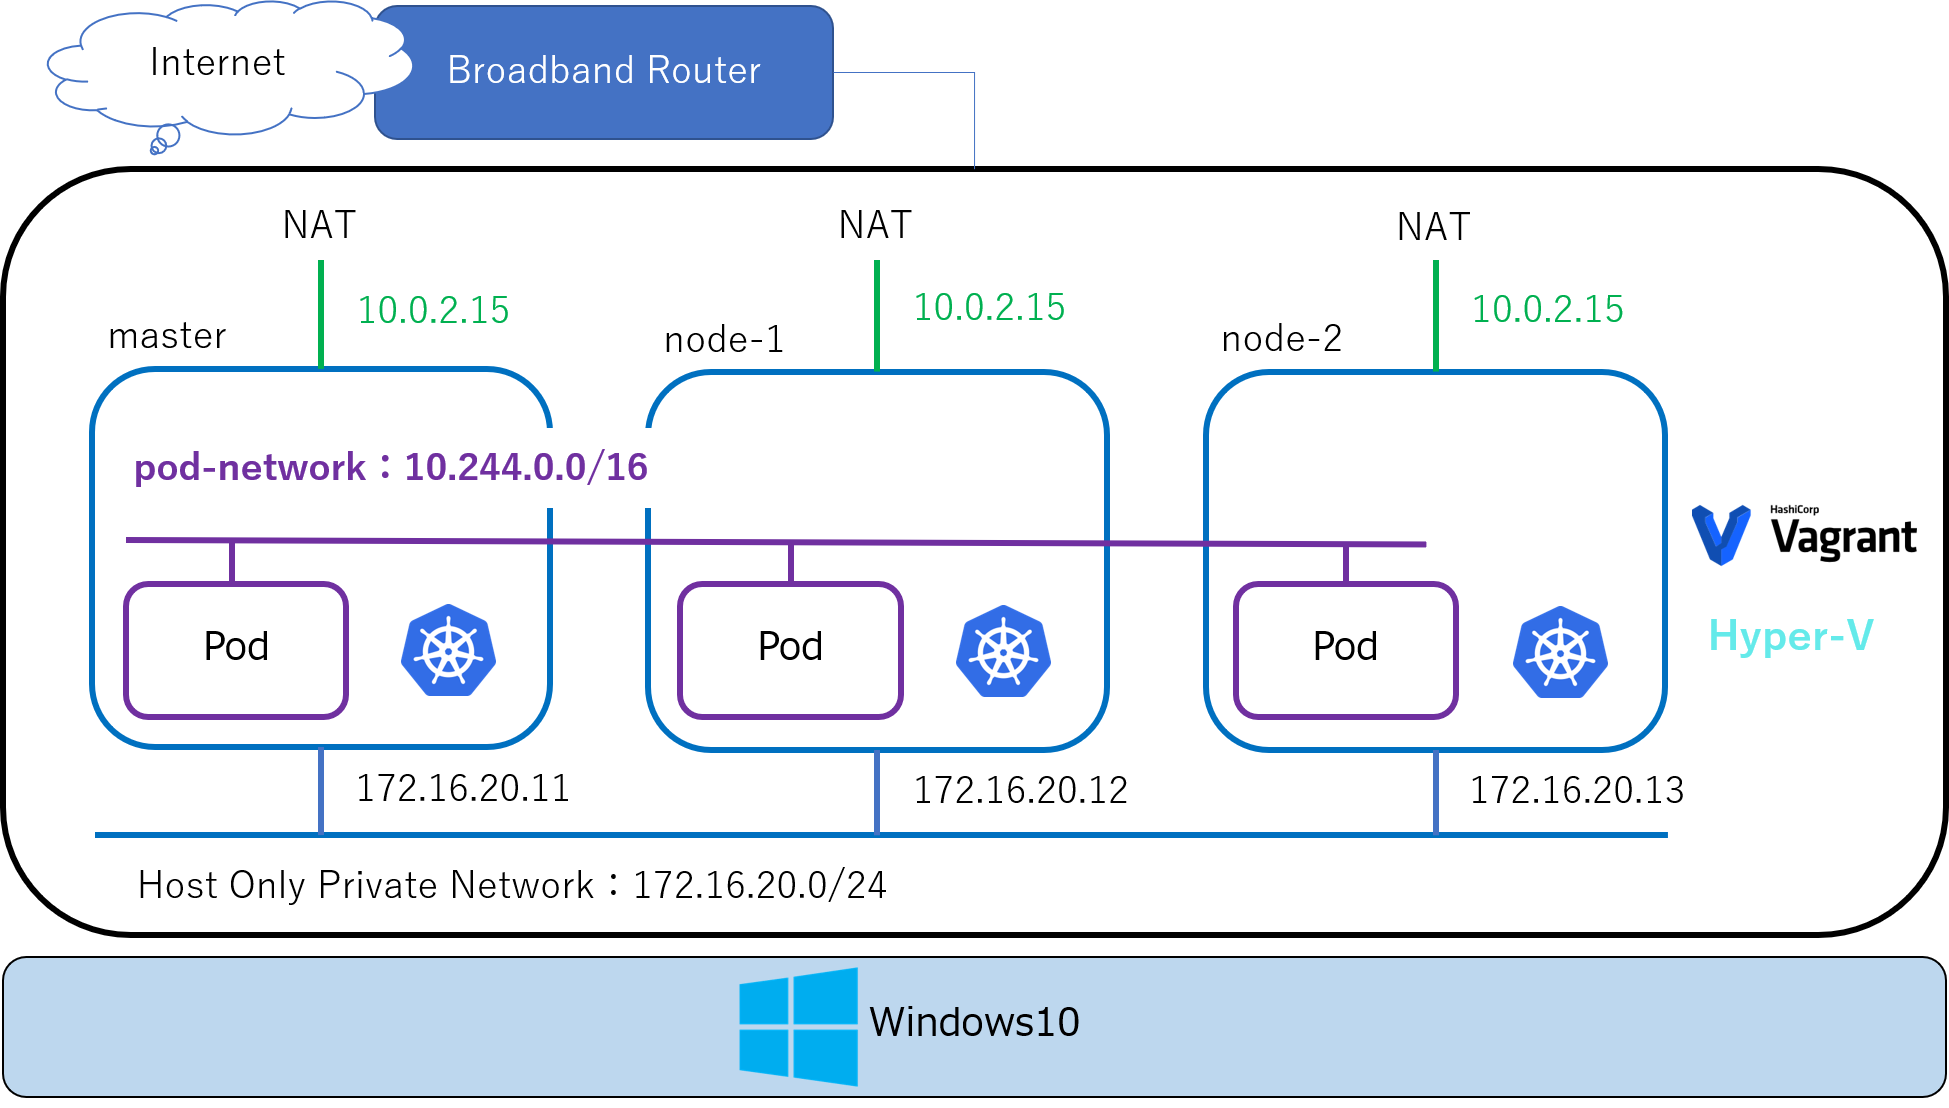 Internet
Broadband Router
NAT
NAT
NAT
10.0.2.15
10.0.2.15
10.0.2.15
master
node-1
node-2
pod-network：10.244.0.0/16
HashiCorp
Vagrant
Pod
Pod
Pod
Hyper-V
172.16.20.11
172.16.20.12
172.16.20.13
Host Only Private Network：172.16.20.0/24
Windows10